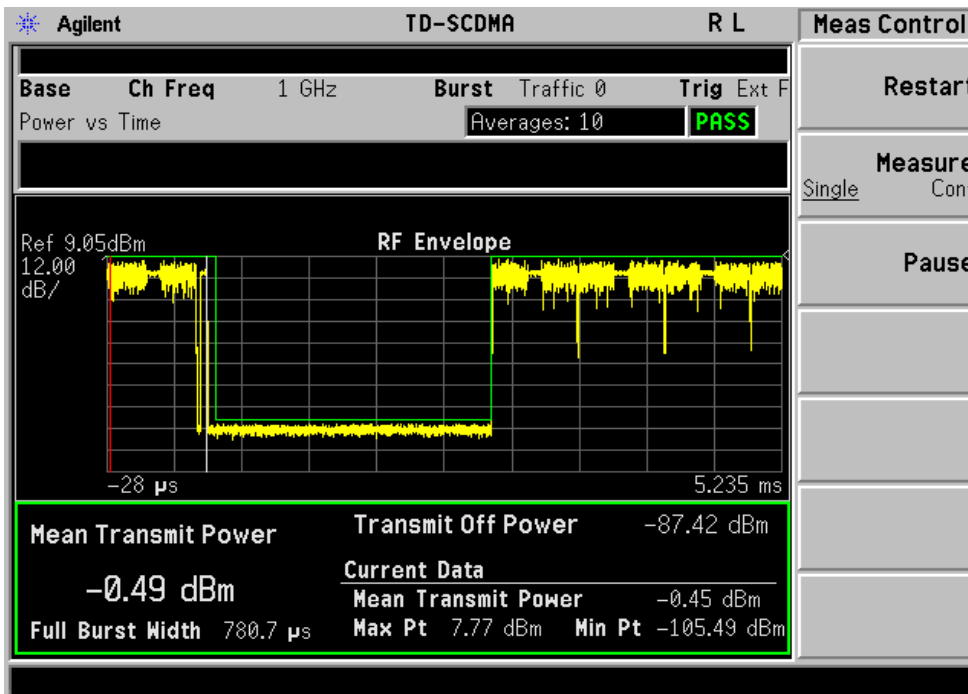 Agilent TD-SCDMA R L Meas Control
Base Ch Freq 1 GHz Burst Traffic 0 Trig Ext F
Power vs Time Averages: 10 PASS
Restart
Measure
Single Con
Pause
Ref 9.05dBm RF Envelope
12.00
dB/
-28 µs 5.235 ms
Mean Transmit Power
-0.49 dBm
Full Burst Width 780.7 µs
Transmit Off Power -87.42 dBm
Current Data
Mean Transmit Power -0.45 dBm
Max Pt 7.77 dBm Min Pt -105.49 dBm